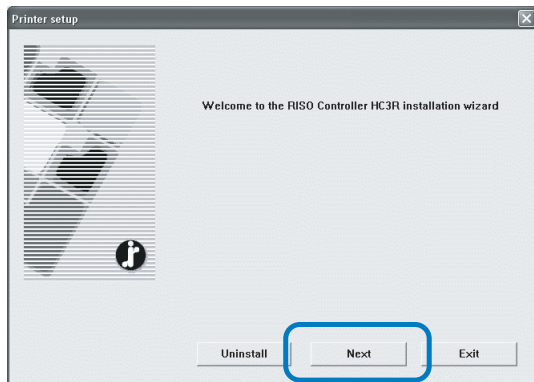 Printer setup
Welcome to the RISO Controller HC3R installation wizard
Uninstall Next Exit